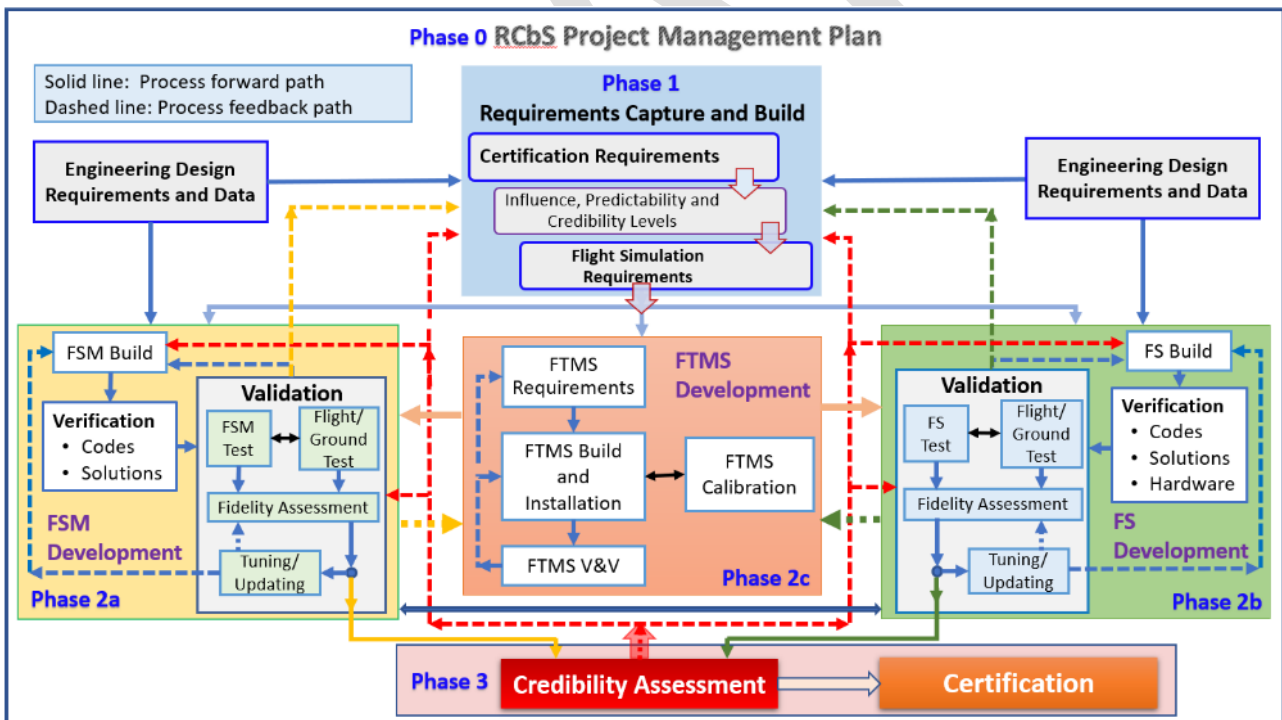 Phase 0 RCbS Project Management Plan
Solid line: Process forward path
Dashed line: Process feedback path
Phase 1
Requirements Capture and Build
Certification Requirements
Influence, Predictability and
Credibility Levels
Flight Simulation
Requirements
Engineering Design
Requirements and Data
Engineering Design
Requirements and Data
FSM Build
Verification
• Codes
• Solutions
Validation
FSM
Test
Flight/
Ground
Test
Fidelity Assessment
Tuning/
Updating
FSM
Development
Phase 2a
FTMS
Requirements
FTMS
Development
FTMS Build
and
Installation
FTMS
Calibration
FTMS V&V
Phase 2c
FS Build
Validation
FS
Test
Flight/
Ground
Test
Verification
• Codes
• Solutions
• Hardware
Fidelity Assessment
Tuning/
Updating
FS
Development
Phase 2b
Phase 3
Credibility Assessment
Certification